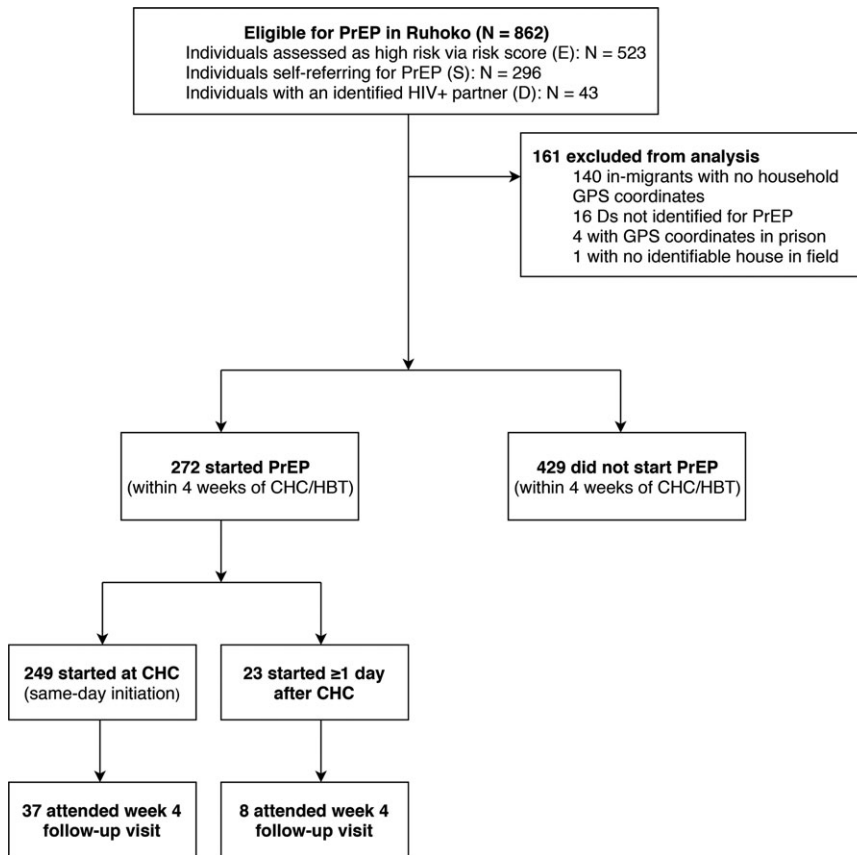 Eligible for PrEP in Ruhoko (N = 862)
Individuals assessed as high risk via risk score (E): N = 523
Individuals self-referring for PrEP (S): N = 296
Individuals with an identified HIV+ partner (D): N = 43
161 excluded from analysis
140 in-migrants with no household
GPS coordinates
16 Ds not identified for PrEP
4 with GPS coordinates in prison
1 with no identifiable house in field
272 started PrEP
(within 4 weeks of CHC/HBT)
429 did not start PrEP
(within 4 weeks of CHC/HBT)
249 started at CHC
(same-day initiation)
23 started ≥1 day
after CHC
37 attended week 4
follow-up visit
8 attended week 4
follow-up visit